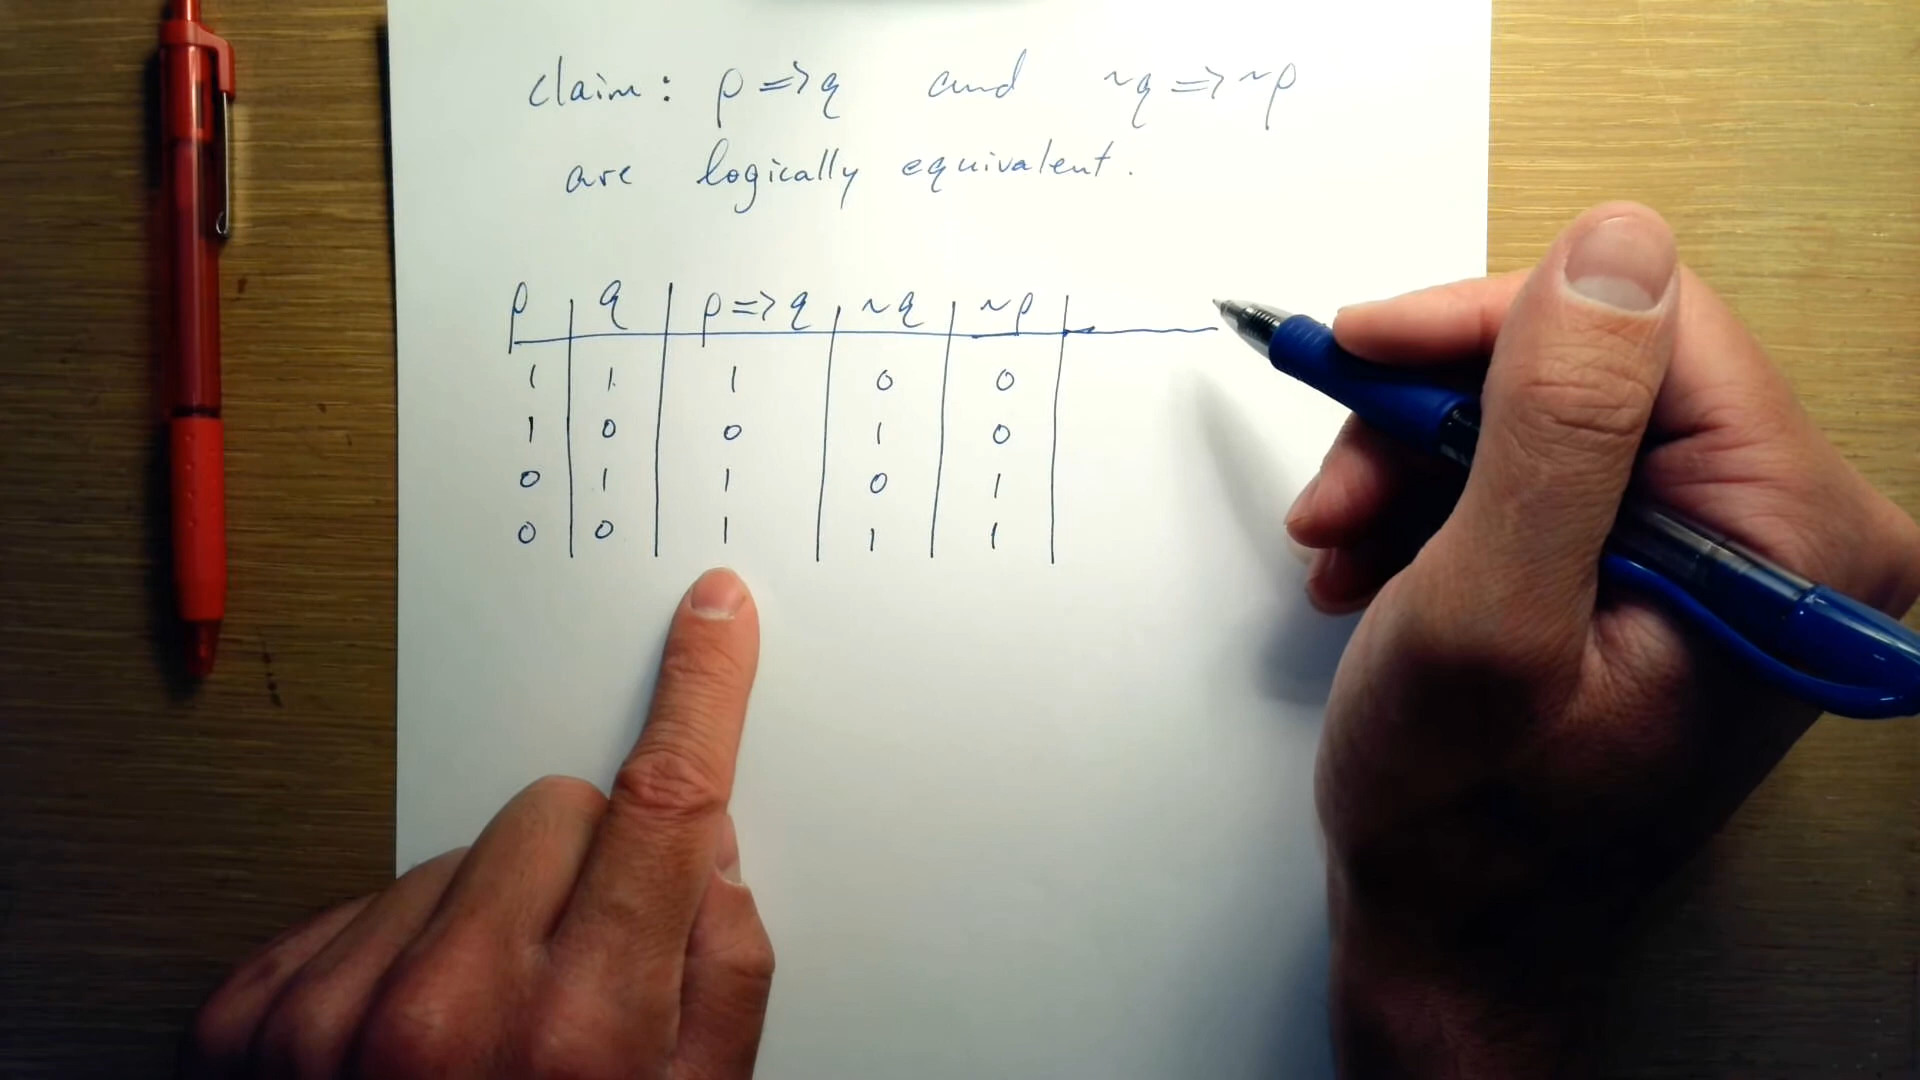 claim: p => q and ~q => ~p
are logically equivalent.
p q p => q ~q ~p
1 1 1 0 0
1 0 0 1 0
0 1 1 0 1
0 0 1 1 1